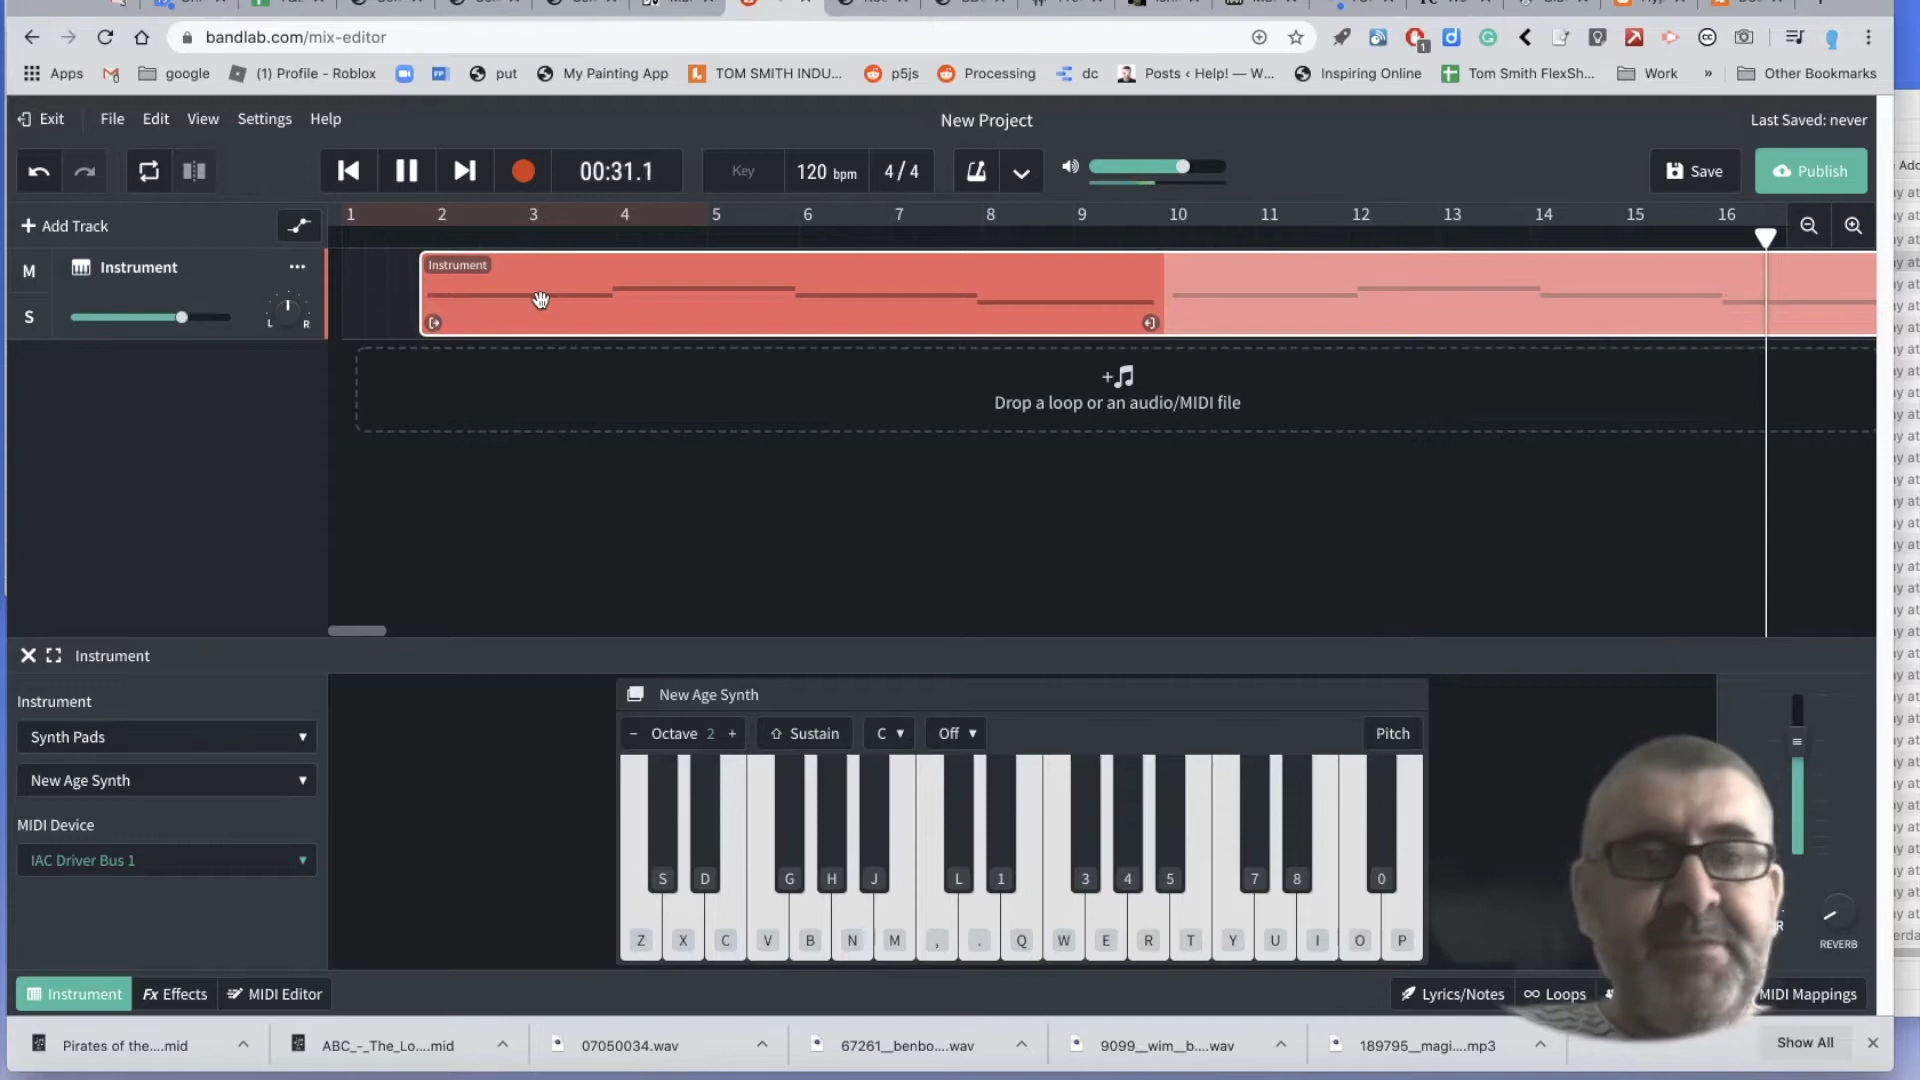 bandlab.com/mix-editor
1
Apps google (1) Profile - Roblox FP put My Painting App TOM SMITH INDU... p5js Processing dc Posts ‹ Help! — W... Inspiring Online Tom Smith FlexSh... Work » Other Bookmarks
Exit File Edit View Settings Help New Project Last Saved: never
00:31.1 Key 120 bpm 4 / 4 Save Publish
+ Add Track 1 2 3 4 5 6 7 8 9 10 11 12 13 14 15 16
M Instrument ... Instrument
S L R
Drop a loop or an audio/MIDI file
Instrument
Instrument New Age Synth
Synth Pads − Octave 2 + Sustain C Off Pitch
New Age Synth
MIDI Device
IAC Driver Bus 1
S D G H J L 1 3 4 5 7 8 0
Z X C V B N M , . Q W E R T Y U I O P
R
REVERB
Instrument Fx Effects MIDI Editor Lyrics/Notes Loops MIDI Mappings
Pirates of the....mid ABC_-_The_Lo....mid 07050034.wav 67261__benbo....wav 9099__wim__b....wav 189795__magi....mp3 Show All